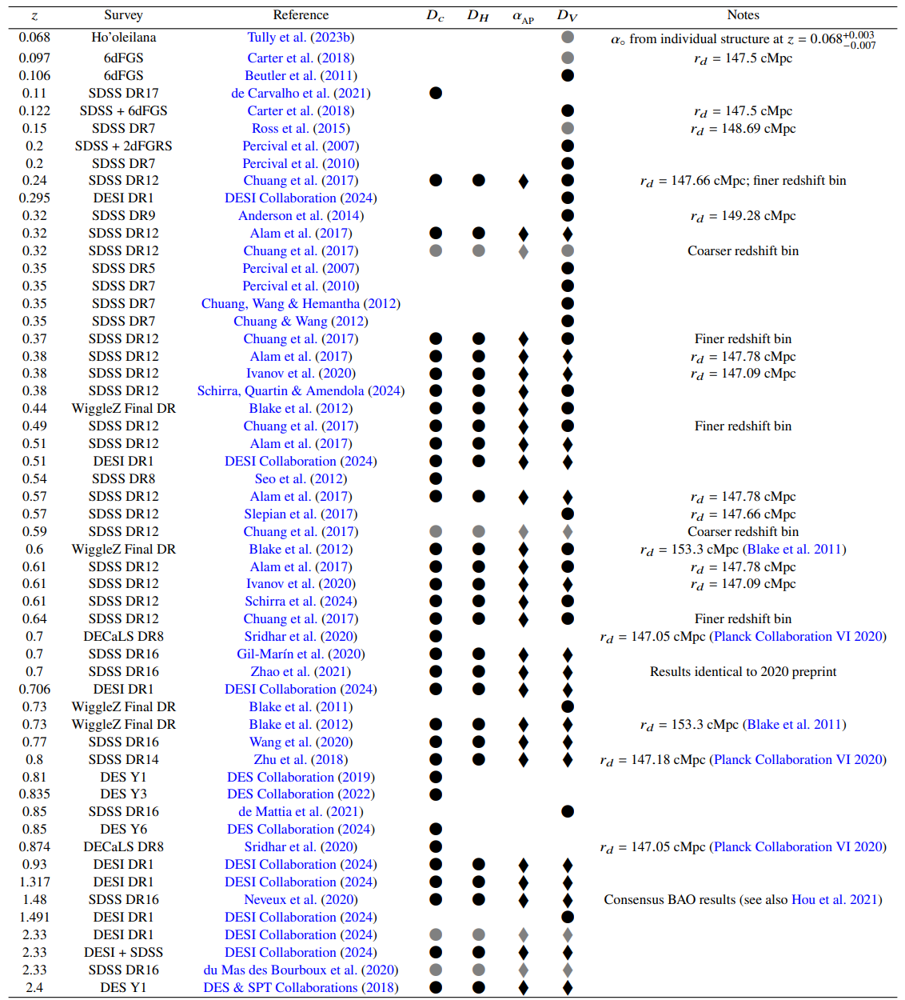 z Survey Reference D_c D_H α_AP D_V Notes
0.068 Ho'oleilana Tully et al. (2023b) ● α_∘ from individual structure at z = 0.068^{+0.003}_{−0.007}
0.097 6dFGS Carter et al. (2018) ● r_d = 147.5 cMpc
0.106 6dFGS Beutler et al. (2011) ●
0.11 SDSS DR17 de Carvalho et al. (2021) ●
0.122 SDSS + 6dFGS Carter et al. (2018) ● r_d = 147.5 cMpc
0.15 SDSS DR7 Ross et al. (2015) ● r_d = 148.69 cMpc
0.2 SDSS + 2dFGRS Percival et al. (2007) ●
0.2 SDSS DR7 Percival et al. (2010) ●
0.24 SDSS DR12 Chuang et al. (2017) ● ● ♦ ● r_d = 147.66 cMpc; finer redshift bin
0.295 DESI DR1 DESI Collaboration (2024) ●
0.32 SDSS DR9 Anderson et al. (2014) ● r_d = 149.28 cMpc
0.32 SDSS DR12 Alam et al. (2017) ● ● ♦ ♦
0.32 SDSS DR12 Chuang et al. (2017) ● ● ♦ ● Coarser redshift bin
0.35 SDSS DR5 Percival et al. (2007) ●
0.35 SDSS DR7 Percival et al. (2010) ●
0.35 SDSS DR7 Chuang, Wang & Hemantha (2012) ●
0.35 SDSS DR7 Chuang & Wang (2012) ●
0.37 SDSS DR12 Chuang et al. (2017) ● ● ♦ ● Finer redshift bin
0.38 SDSS DR12 Alam et al. (2017) ● ● ♦ ♦ r_d = 147.78 cMpc
0.38 SDSS DR12 Ivanov et al. (2020) ● ● ♦ ♦ r_d = 147.09 cMpc
0.38 SDSS DR12 Schirra, Quartin & Amendola (2024) ● ● ♦ ●
0.44 WiggleZ Final DR Blake et al. (2012) ● ● ♦ ●
0.49 SDSS DR12 Chuang et al. (2017) ● ● ♦ ● Finer redshift bin
0.51 SDSS DR12 Alam et al. (2017) ● ● ♦ ♦
0.51 DESI DR1 DESI Collaboration (2024) ● ● ♦ ♦
0.54 SDSS DR8 Seo et al. (2012) ●
0.57 SDSS DR12 Alam et al. (2017) ● ● ♦ ♦ r_d = 147.78 cMpc
0.57 SDSS DR12 Slepian et al. (2017) ● r_d = 147.66 cMpc
0.59 SDSS DR12 Chuang et al. (2017) ● ● ♦ ♦ Coarser redshift bin
0.6 WiggleZ Final DR Blake et al. (2012) ● ● ♦ ● r_d = 153.3 cMpc (Blake et al. 2011)
0.61 SDSS DR12 Alam et al. (2017) ● ● ♦ ● r_d = 147.78 cMpc
0.61 SDSS DR12 Ivanov et al. (2020) ● ● ♦ ♦ r_d = 147.09 cMpc
0.61 SDSS DR12 Schirra et al. (2024) ● ● ♦ ●
0.64 SDSS DR12 Chuang et al. (2017) ● ● ♦ ● Finer redshift bin
0.7 DECaLS DR8 Sridhar et al. (2020) ● r_d = 147.05 cMpc (Planck Collaboration VI 2020)
0.7 SDSS DR16 Gil-Marín et al. (2020) ● ● ♦ ♦
0.7 SDSS DR16 Zhao et al. (2021) ● ● ♦ ♦ Results identical to 2020 preprint
0.706 DESI DR1 DESI Collaboration (2024) ● ● ♦ ♦
0.73 WiggleZ Final DR Blake et al. (2011) ●
0.73 WiggleZ Final DR Blake et al. (2012) ● ● ♦ ♦ r_d = 153.3 cMpc (Blake et al. 2011)
0.77 SDSS DR16 Wang et al. (2020) ● ● ♦ ♦
0.8 SDSS DR14 Zhu et al. (2018) ● ● ♦ ♦ r_d = 147.18 cMpc (Planck Collaboration VI 2020)
0.81 DES Y1 DES Collaboration (2019) ●
0.835 DES Y3 DES Collaboration (2022) ●
0.85 SDSS DR16 de Mattia et al. (2021) ●
0.85 DES Y6 DES Collaboration (2024) ●
0.874 DECaLS DR8 Sridhar et al. (2020) ● r_d = 147.05 cMpc (Planck Collaboration VI 2020)
0.93 DESI DR1 DESI Collaboration (2024) ● ● ♦ ♦
1.317 DESI DR1 DESI Collaboration (2024) ● ● ♦ ♦
1.48 SDSS DR16 Neveux et al. (2020) ● ● ♦ ♦ Consensus BAO results (see also Hou et al. 2021)
1.491 DESI DR1 DESI Collaboration (2024) ●
2.33 DESI DR1 DESI Collaboration (2024) ● ● ♦ ♦
2.33 DESI + SDSS DESI Collaboration (2024) ● ● ♦ ♦
2.33 SDSS DR16 du Mas des Bourboux et al. (2020) ● ● ♦ ♦
2.4 DES Y1 DES & SPT Collaborations (2018) ● ● ♦ ♦